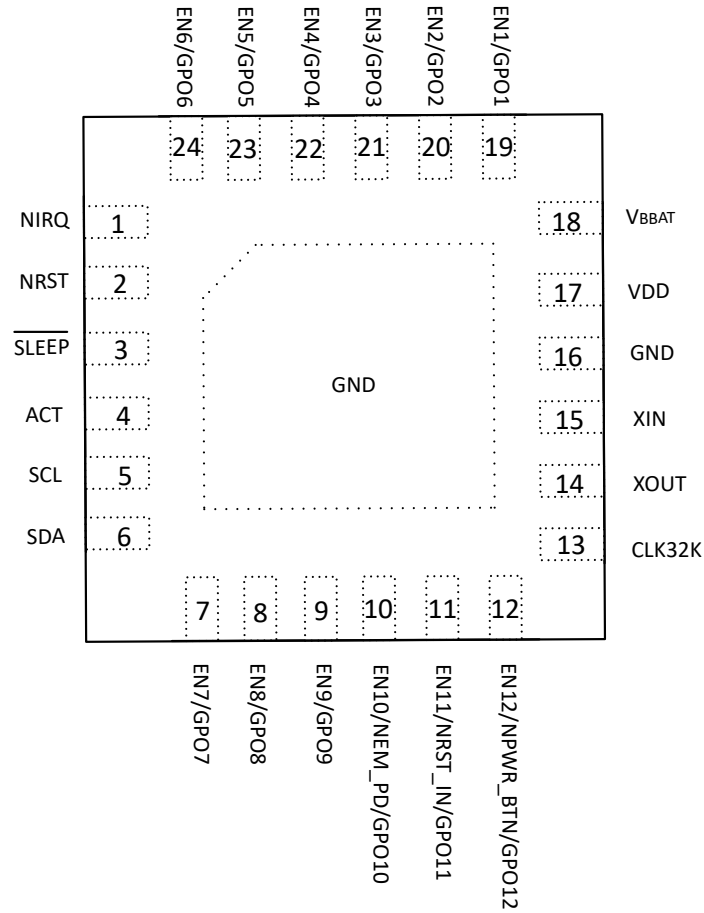 EN6/GPO6
EN5/GPO5
EN4/GPO4
EN3/GPO3
EN2/GPO2
EN1/GPO1
24
23
22
21
20
19
NIRQ
1
18
VBBAT
NRST
2
17
VDD
SLEEP
3
16
GND
GND
ACT
4
15
XIN
SCL
5
14
XOUT
SDA
6
13
CLK32K
7
8
9
10
11
12
EN7/GPO7
EN8/GPO8
EN9/GPO9
EN10/NEM_PD/GPO10
EN11/NRST_IN/GPO11
EN12/NPWR_BTN/GPO12